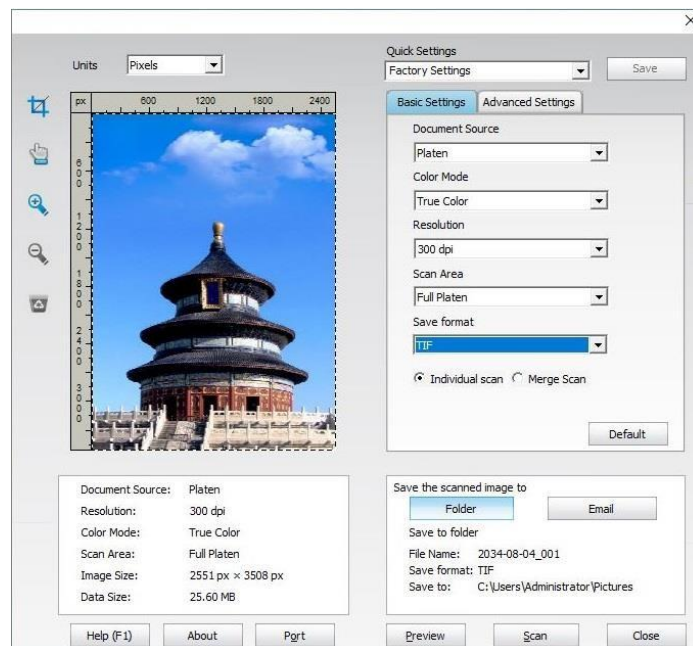 Units
Pixels
Quick Settings
Factory Settings
Save
px
600
1200
1800
2400
600
1200
1800
2400
3000
Basic Settings
Advanced Settings
Document Source
Platen
Color Mode
True Color
Resolution
300 dpi
Scan Area
Full Platen
Save format
TIF
Individual scan
Merge Scan
Default
Document Source: Platen
Resolution: 300 dpi
Color Mode: True Color
Scan Area: Full Platen
Image Size: 2551 px × 3508 px
Data Size: 25.60 MB
Save the scanned image to
Folder
Email
Save to folder
File Name: 2034-08-04_001
Save format: TIF
Save to: C:\Users\Administrator\Pictures
Help (F1)
About
Port
Preview
Scan
Close